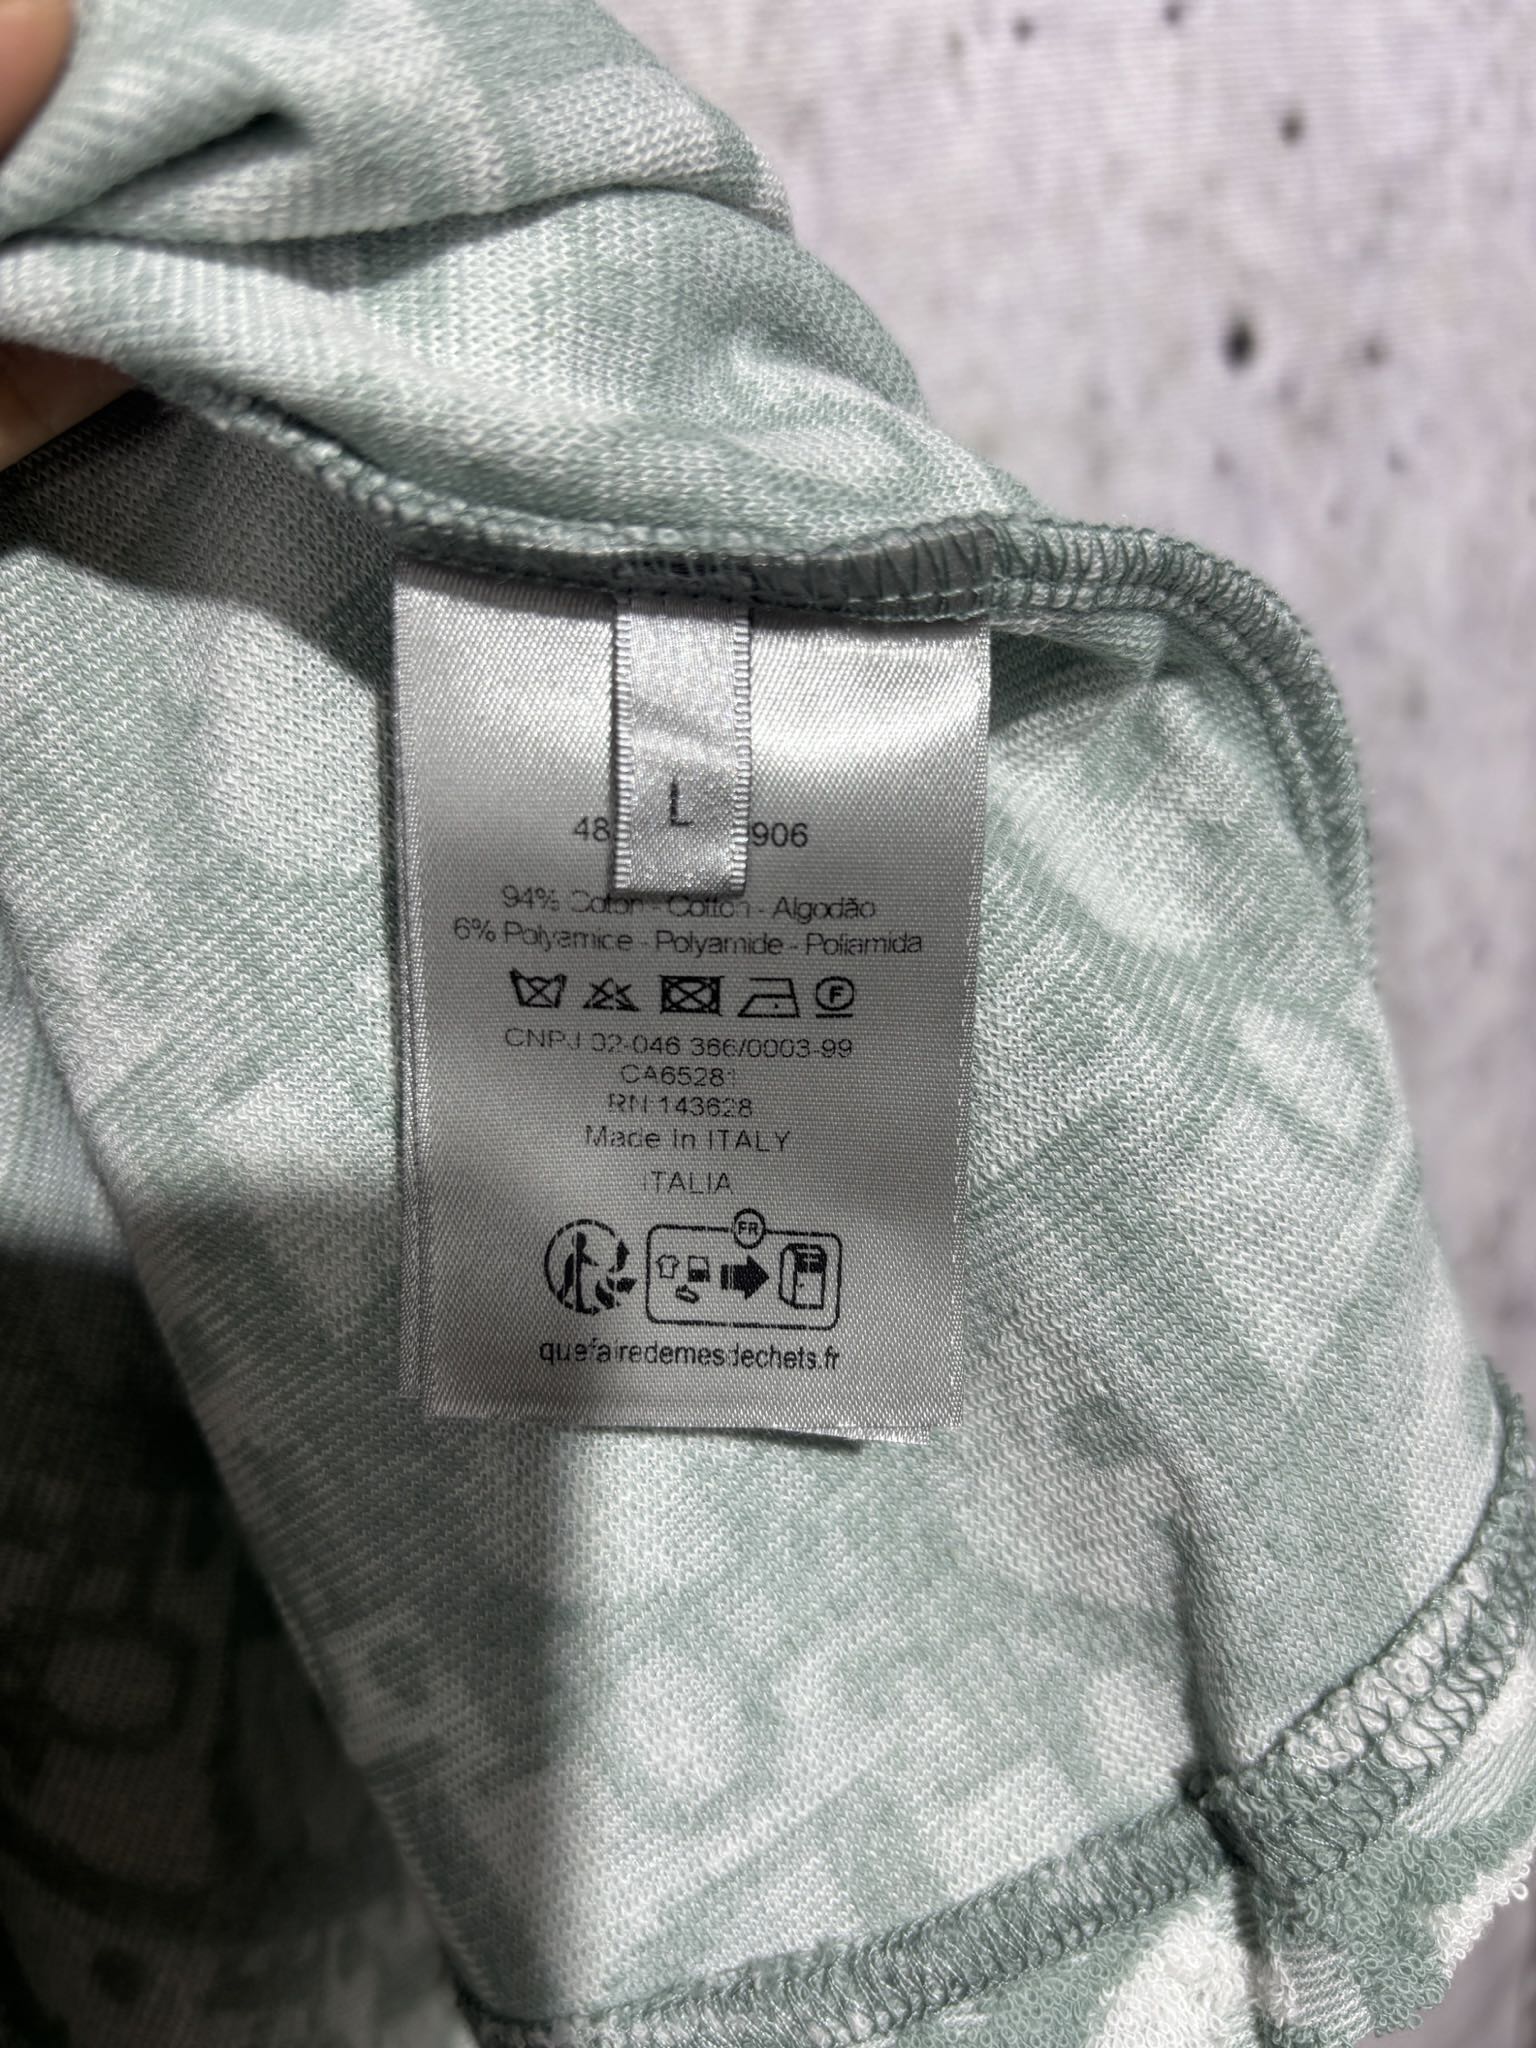 L
48 906
94% Coton - Cotton - Algodão
6% Polyamice - Polyamide - Poliamida
F
CNPJ 02-046 366/0003-99
CA65281
RN 143628
Made In ITALY
ITALIA
FR
quefairedemesdechets.fr